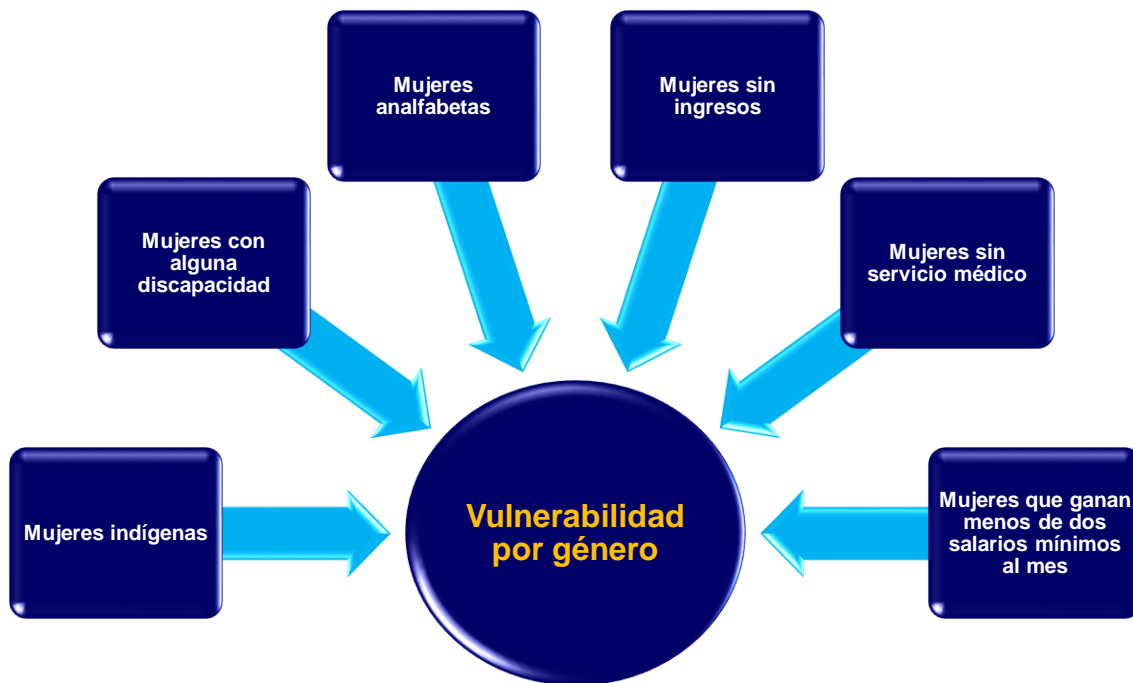 Mujeres
analfabetas
Mujeres sin
ingresos
Mujeres con
alguna
discapacidad
Mujeres sin
servicio médico
Mujeres indígenas
Vulnerabilidad
por género
Mujeres que ganan
menos de dos
salarios mínimos
al mes